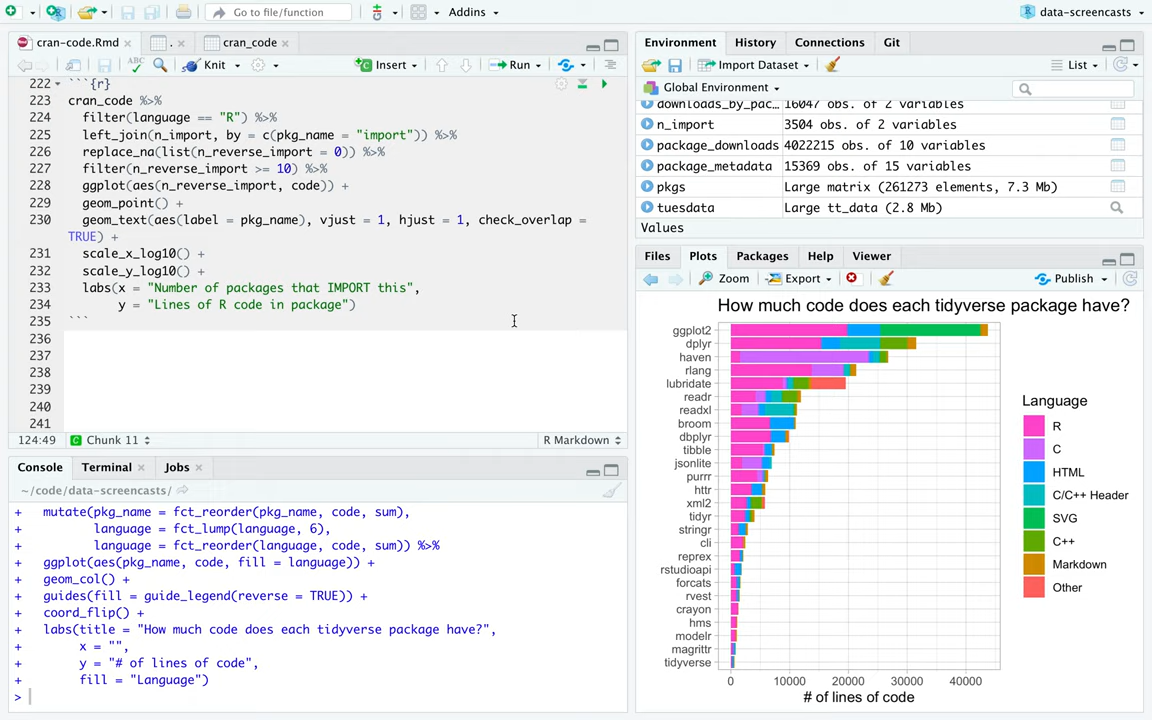 Go to file/function
Addins
data-screencasts
cran-code.Rmd
.
cran_code
ABC
Knit
Insert
Run
222 ```{r}
223 cran_code %>%
224 filter(language == "R") %>%
225 left_join(n_import, by = c(pkg_name = "import")) %>%
226 replace_na(list(n_reverse_import = 0)) %>%
227 filter(n_reverse_import >= 10) %>%
228 ggplot(aes(n_reverse_import, code)) +
229 geom_point() +
230 geom_text(aes(label = pkg_name), vjust = 1, hjust = 1, check_overlap =
TRUE) +
231 scale_x_log10() +
232 scale_y_log10() +
233 labs(x = "Number of packages that IMPORT this",
234 y = "Lines of R code in package")
235 ```
236
237
238
239
240
241
124:49
Chunk 11
R Markdown
Console
Terminal
Jobs
~/code/data-screencasts/
+ mutate(pkg_name = fct_reorder(pkg_name, code, sum),
+ language = fct_lump(language, 6),
+ language = fct_reorder(language, code, sum)) %>%
+ ggplot(aes(pkg_name, code, fill = language)) +
+ geom_col() +
+ guides(fill = guide_legend(reverse = TRUE)) +
+ coord_flip() +
+ labs(title = "How much code does each tidyverse package have?",
+ x = "",
+ y = "# of lines of code",
+ fill = "Language")
>
Environment
History
Connections
Git
Import Dataset
List
Global Environment
downloads_by_pac… 16047 obs. of 2 variables
n_import 3504 obs. of 2 variables
package_downloads 4022215 obs. of 10 variables
package_metadata 15369 obs. of 15 variables
pkgs Large matrix (261273 elements, 7.3 Mb)
tuesdata Large tt_data (2.8 Mb)
Values
Files
Plots
Packages
Help
Viewer
Zoom
Export
Publish
How much code does each tidyverse package have?
ggplot2
dplyr
haven
rlang
lubridate
readr
readxl
broom
dbplyr
tibble
jsonlite
purrr
httr
xml2
tidyr
stringr
cli
reprex
rstudioapi
forcats
rvest
crayon
hms
modelr
magrittr
tidyverse
0 10000 20000 30000 40000
# of lines of code
Language
R
C
HTML
C/C++ Header
SVG
C++
Markdown
Other